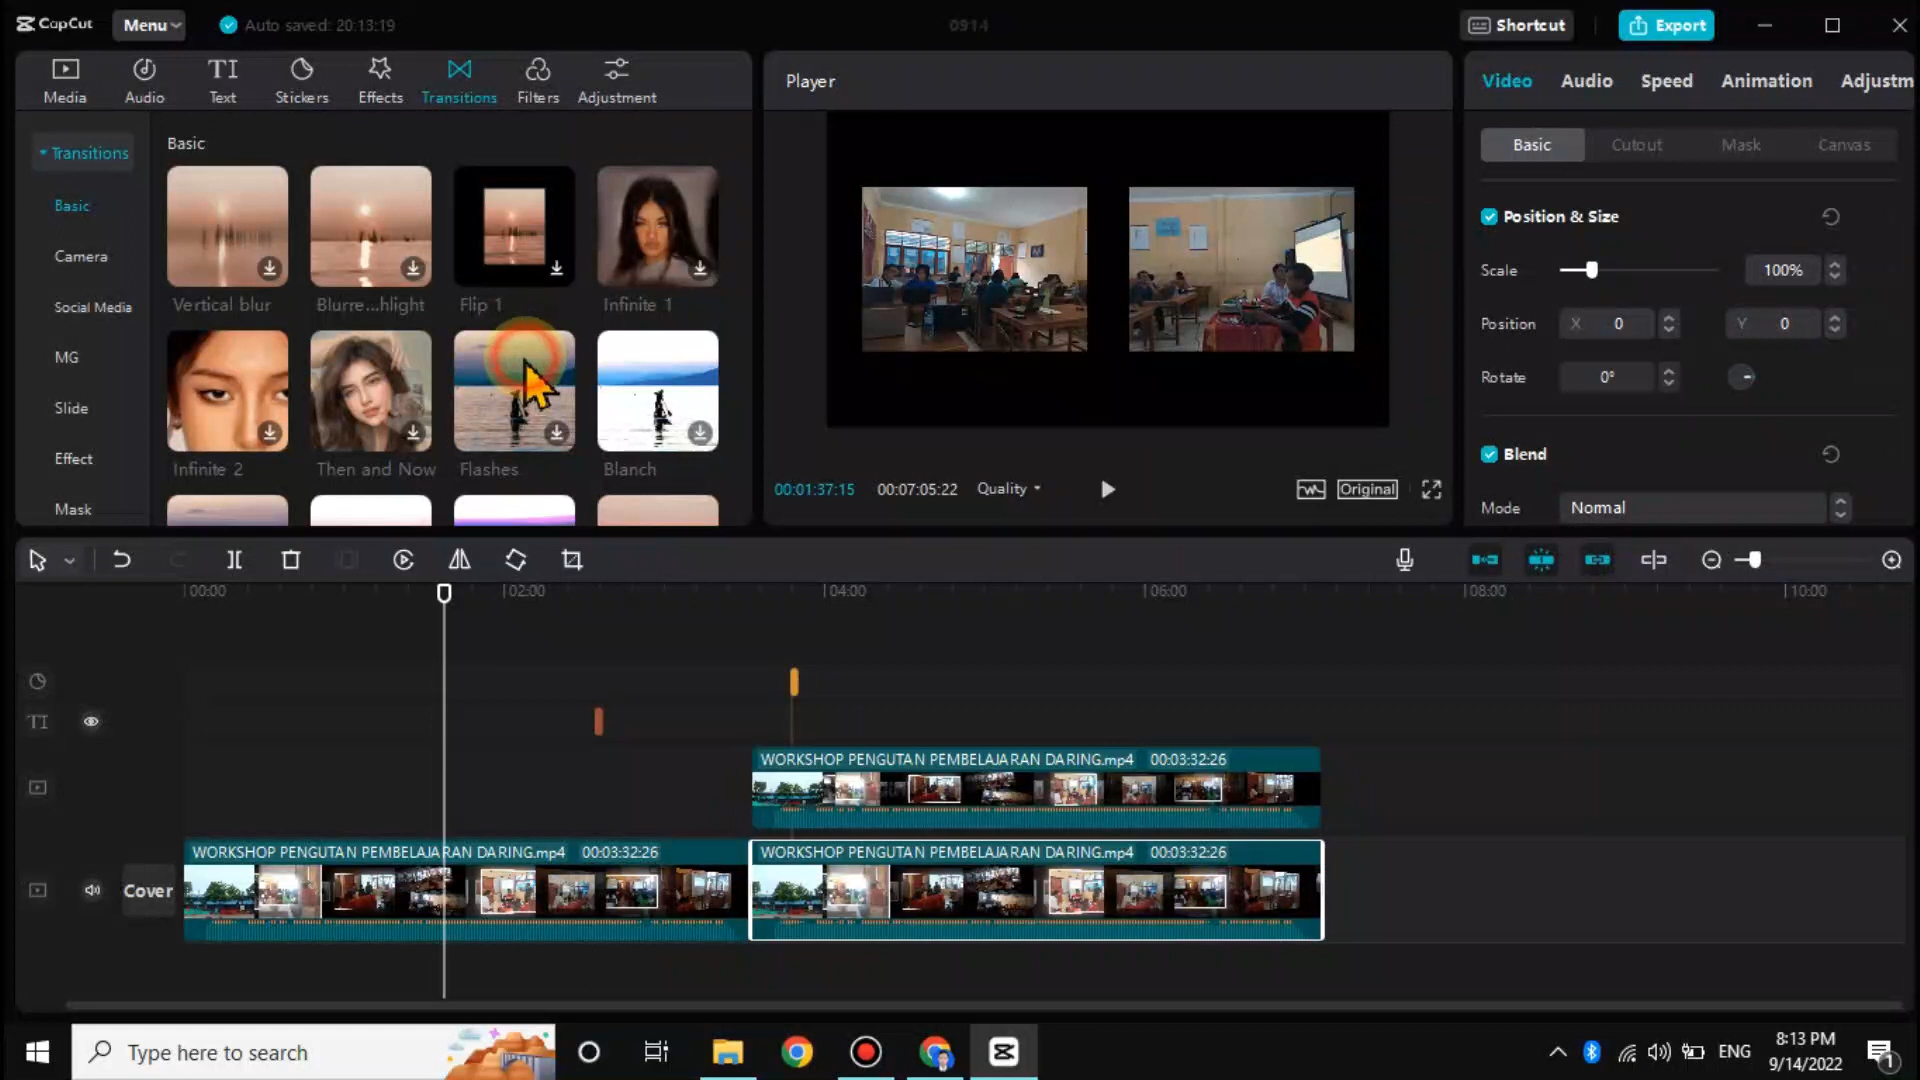 CapCut Menu Auto saved: 20:13:19 0914 Shortcut Export
Media Audio Text Stickers Effects Transitions Filters Adjustment
Player
Video Audio Speed Animation Adjustm
Transitions
Basic
Camera
Social Media
MG
Slide
Effect
Mask
Basic
Vertical blur Blurre...hlight Flip 1 Infinite 1
Infinite 2 Then and Now Flashes Blanch
00:01:37:15 00:07:05:22 Quality Original
Basic Cutout Mask Canvas
Position & Size
Scale 100%
Position X 0 Y 0
Rotate 0°
Blend
Mode Normal
00:00 02:00 04:00 06:00 08:00 10:00
TI
WORKSHOP PENGUTAN PEMBELAJARAN DARING.mp4 00:03:32:26
Cover
WORKSHOP PENGUTAN PEMBELAJARAN DARING.mp4 00:03:32:26
WORKSHOP PENGUTAN PEMBELAJARAN DARING.mp4 00:03:32:26
Type here to search
ENG
8:13 PM
9/14/2022
1